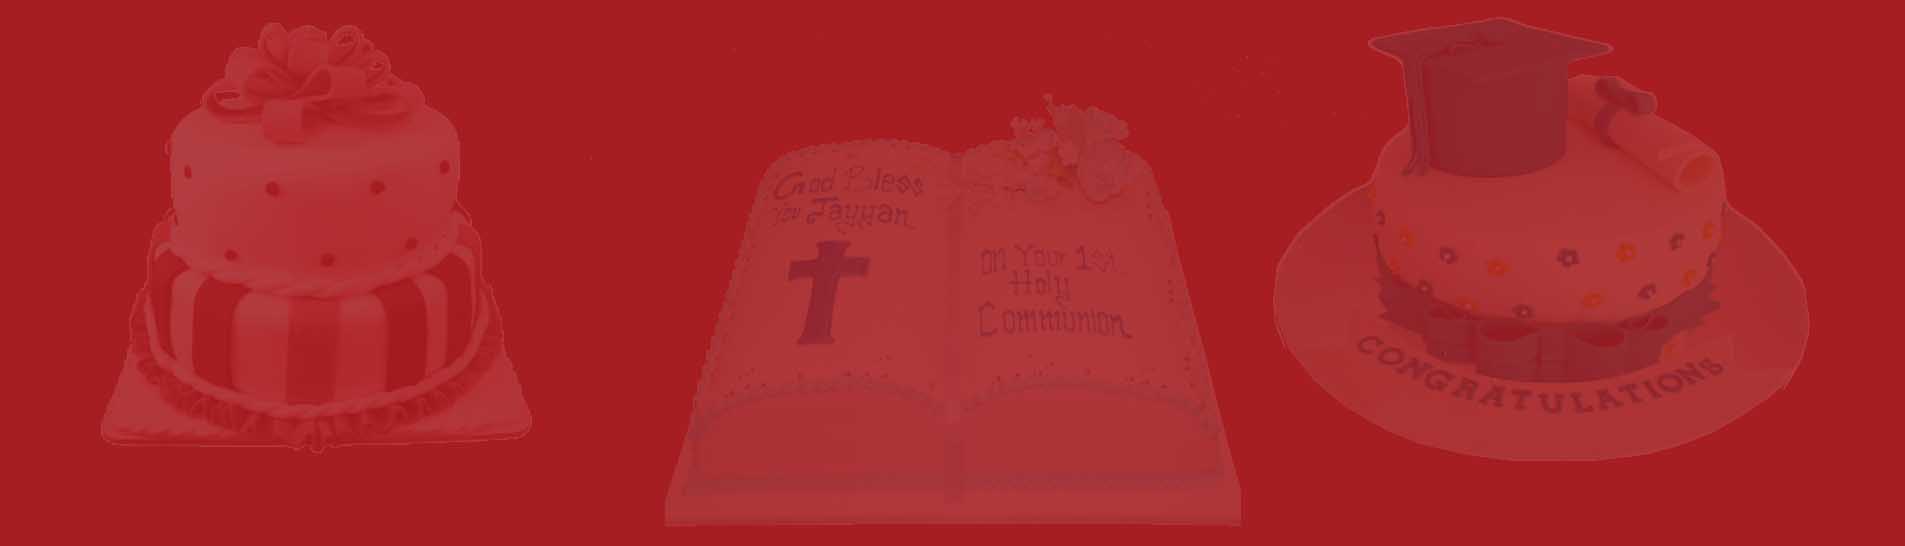 God Bless
You Jayyan
on Your 1st
Holy
Communion
CONGRATULATIONS